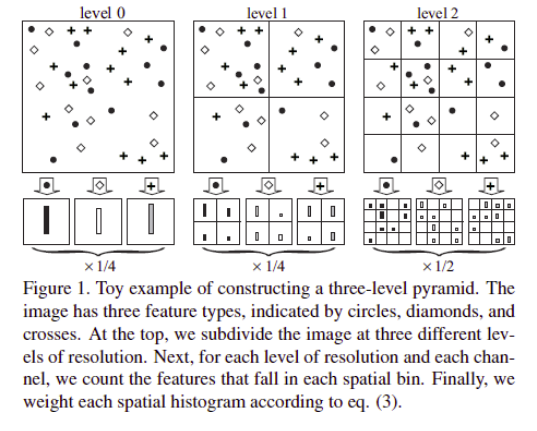 level 0 level 1 level 2
×1/4 ×1/4 ×1/2
Figure 1. Toy example of constructing a three-level pyramid. The
image has three feature types, indicated by circles, diamonds, and
crosses. At the top, we subdivide the image at three different lev-
els of resolution. Next, for each level of resolution and each chan-
nel, we count the features that fall in each spatial bin. Finally, we
weight each spatial histogram according to eq. (3).